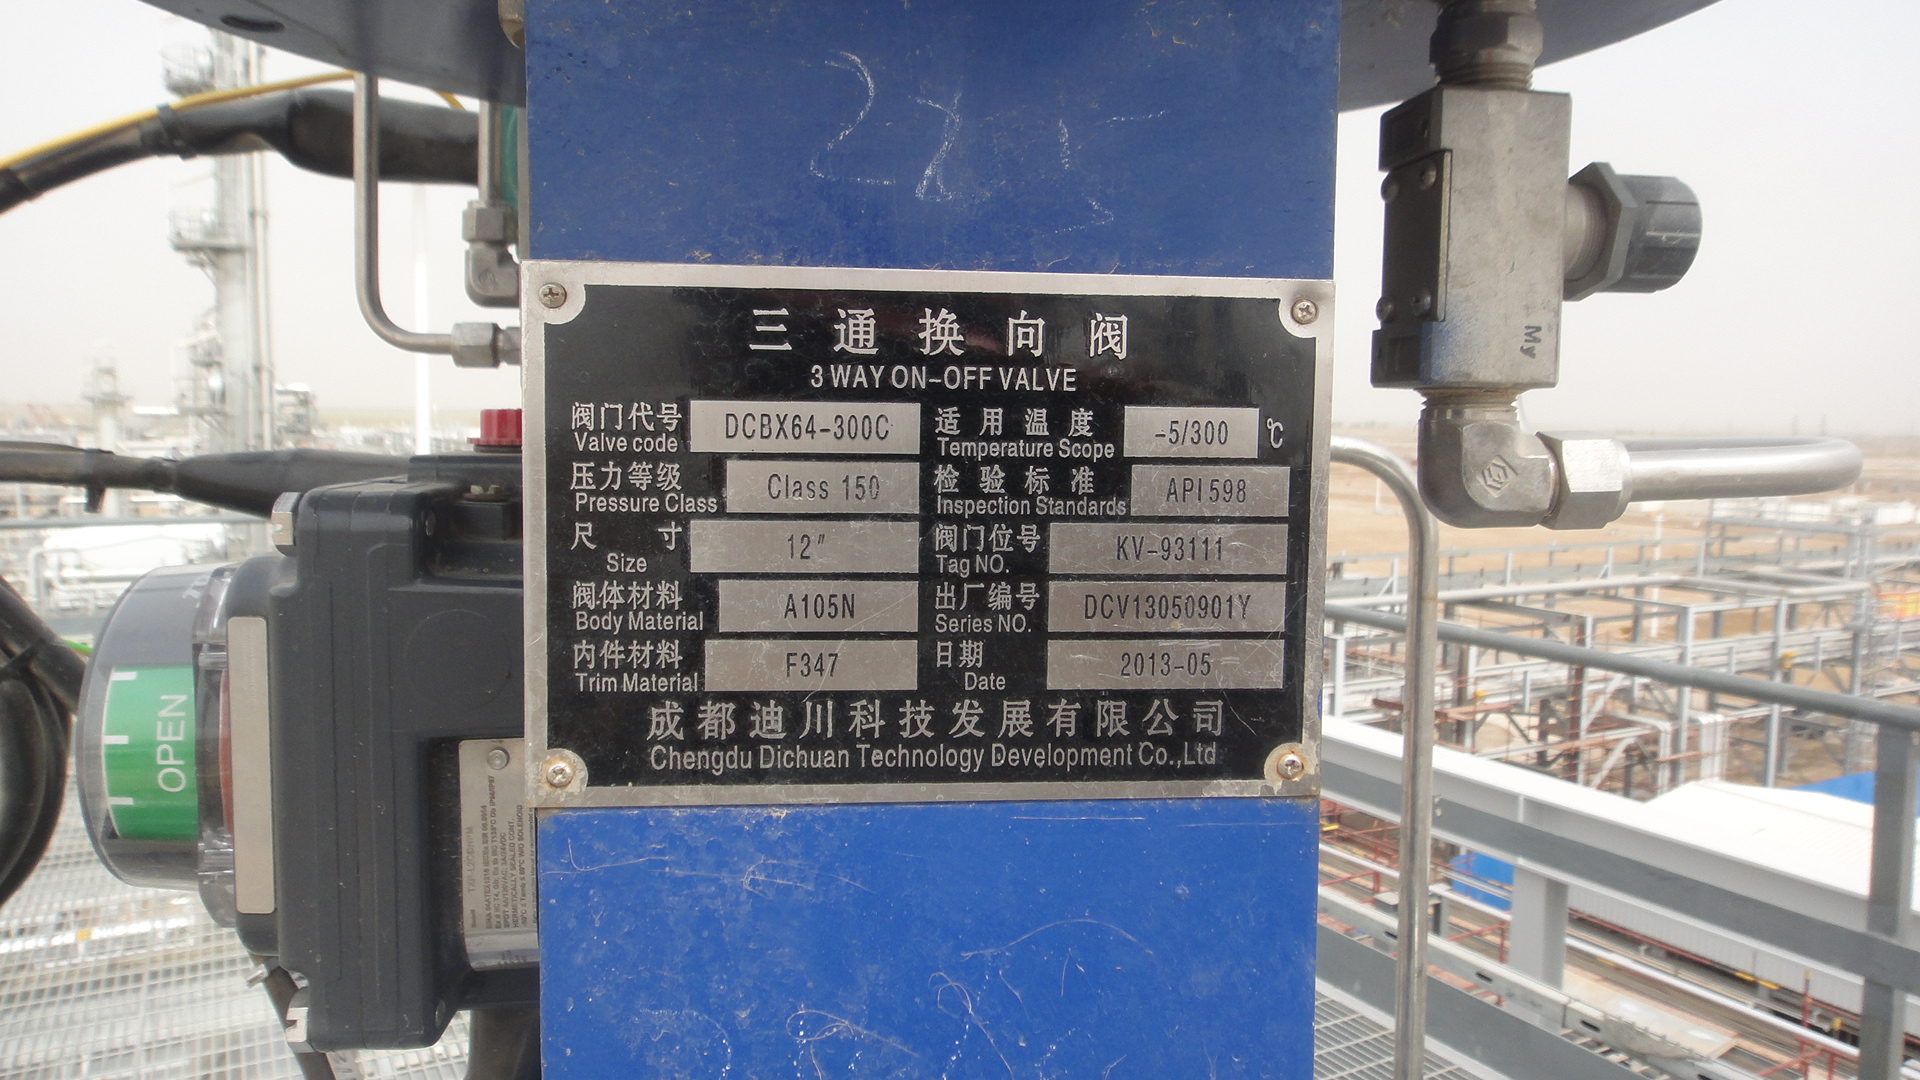 221
三通换向阀
3 WAY ON-OFF VALVE
阀门代号 DCBX64-300C 适用温度 -5/300 ℃
Valve code Temperature Scope
压力等级 Class 150 检验标准 API598
Pressure Class Inspection Standards
尺寸 12" 阀门位号 KV-93111
Size Tag NO.
阀体材料 A105N 出厂编号 DCV13050901Y
Body Material Series NO.
内件材料 F347 日期 2013-05
Trim Material Date
成都迪川科技发展有限公司
Chengdu Dichuan Technology Development Co.,Ltd
OPEN
My